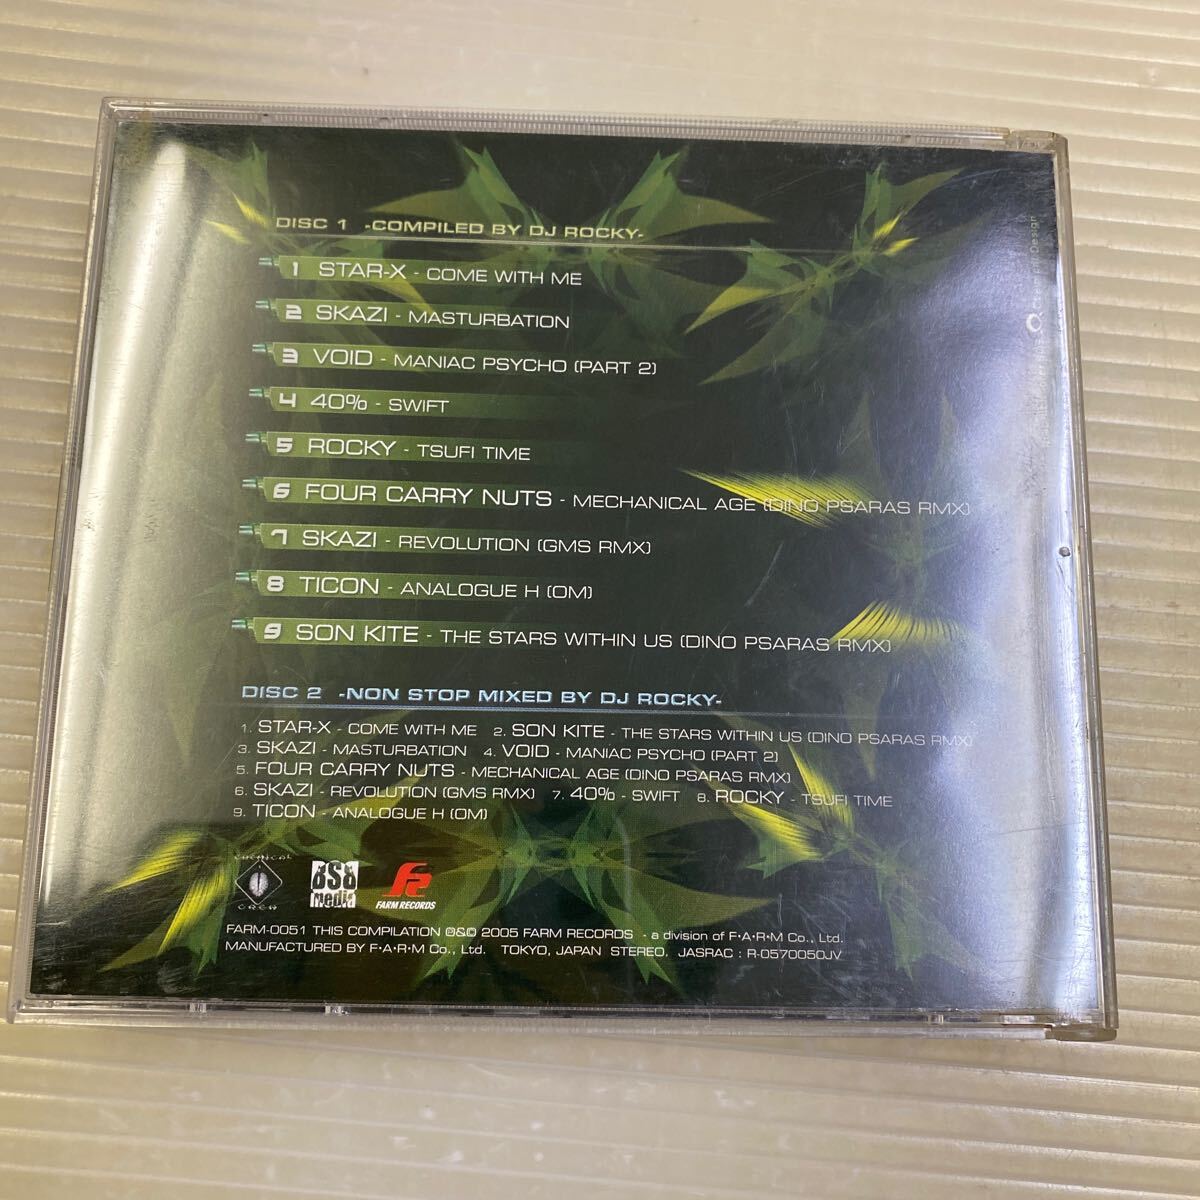 DISC 1 -COMPILED BY DJ ROCKY-
1 STAR-X - COME WITH ME
2 SKAZI - MASTURBATION
3 VOID - MANIAC PSYCHO (PART 2)
4 40% - SWIFT
5 ROCKY - TSUFI TIME
6 FOUR CARRY NUTS - MECHANICAL AGE (DINO PSARAS RMX)
7 SKAZI - REVOLUTION (GMS RMX)
8 TICON - ANALOGUE H (OM)
9 SON KITE - THE STARS WITHIN US (DINO PSARAS RMX)
DISC 2 -NON STOP MIXED BY DJ ROCKY-
1. STAR-X - COME WITH ME 2. SON KITE - THE STARS WITHIN US (DINO PSARAS RMX)
3. SKAZI - MASTURBATION 4. VOID - MANIAC PSYCHO (PART 2)
5. FOUR CARRY NUTS - MECHANICAL AGE (DINO PSARAS RMX)
6. SKAZI - REVOLUTION (GMS RMX) 7. 40% - SWIFT 8. ROCKY - TSUFI TIME
9. TICON - ANALOGUE H (OM)
CHEMICAL
CREW
BSB
media
FARM RECORDS
FARM-0051 THIS COMPILATION ℗&© 2005 FARM RECORDS - a division of F•A•R•M Co., Ltd.
MANUFACTURED BY F•A•R•M Co., Ltd. TOKYO, JAPAN STEREO. JASRAC : R-0570050JV
Design